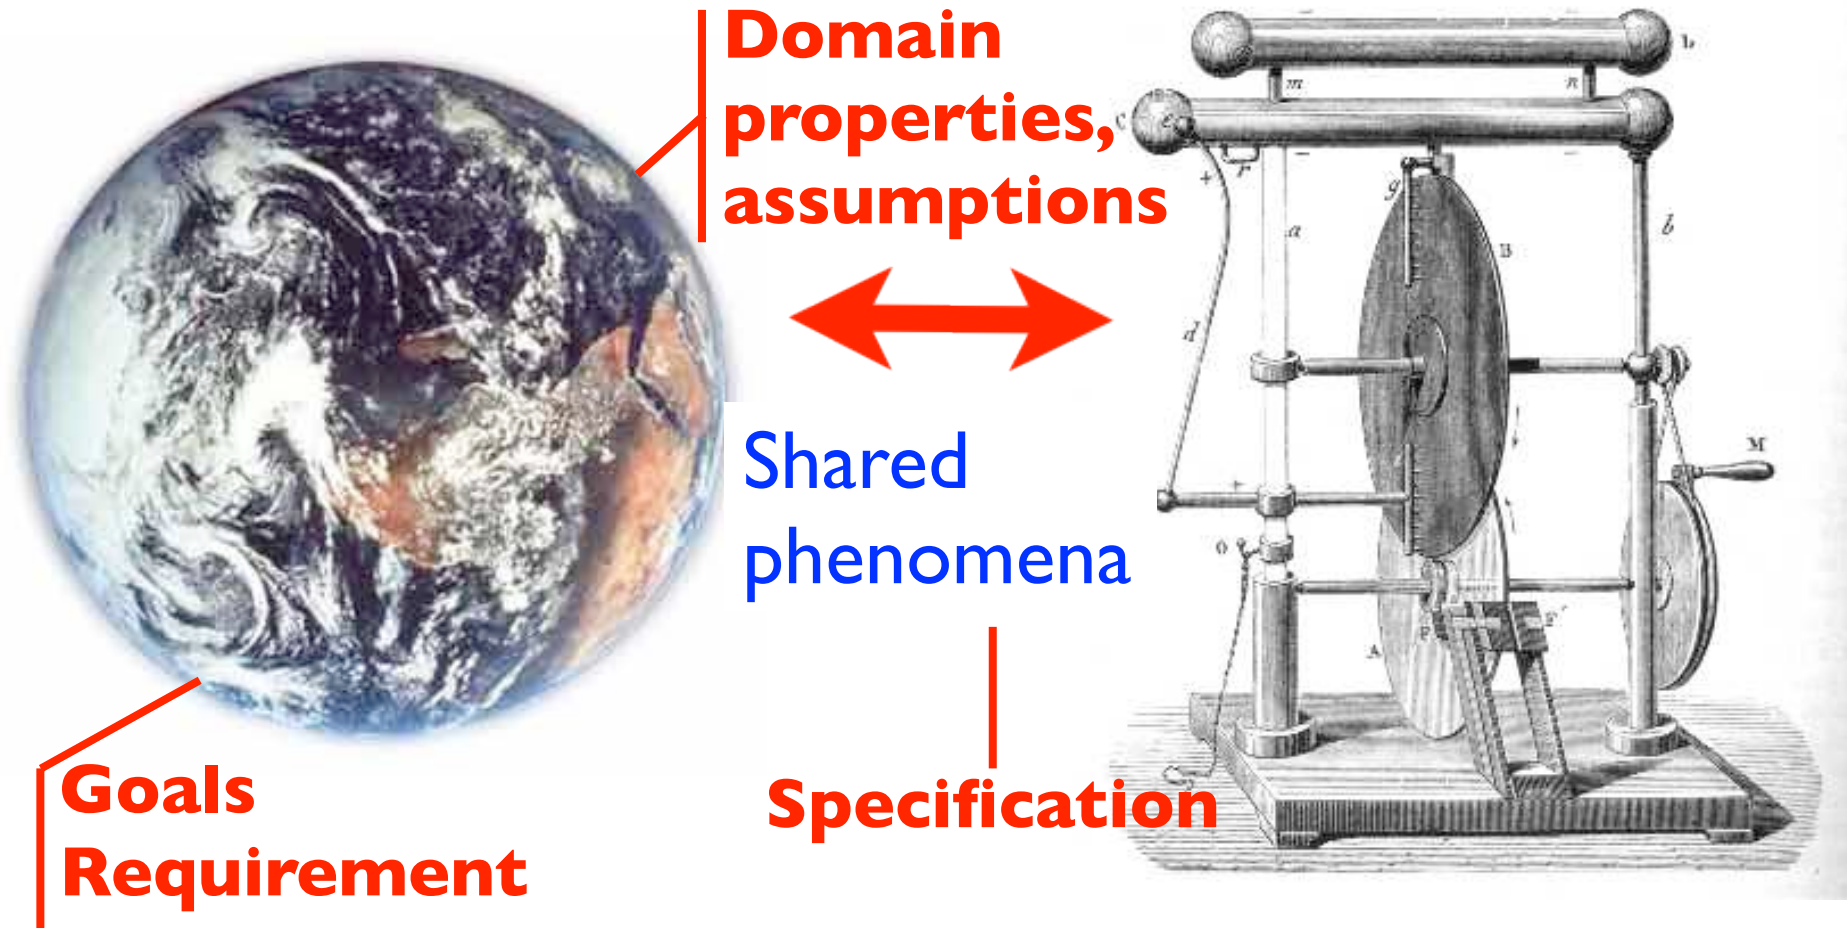 Domain
properties,
assumptions
Shared
phenomena
Specification
Goals
Requirement
b
m
n
c
e
r
g
a
b
B
d
M
o
A